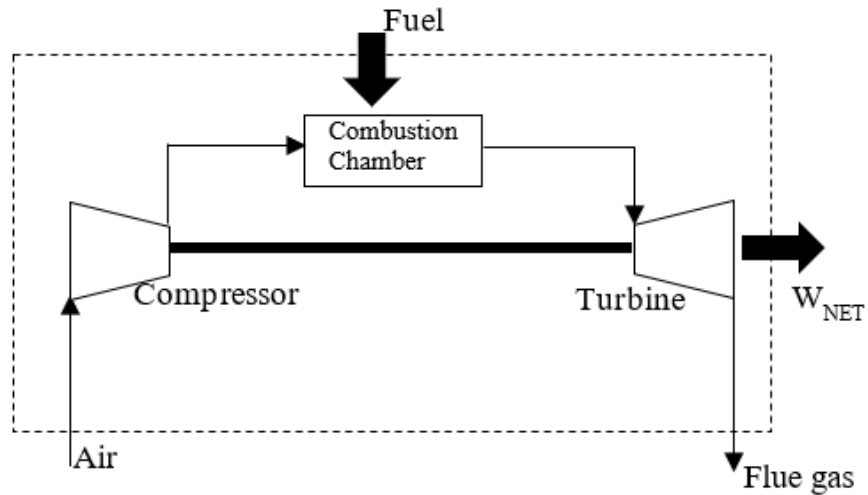 Fuel
Combustion
Chamber
Compressor
Turbine
W_NET
Air
Flue gas